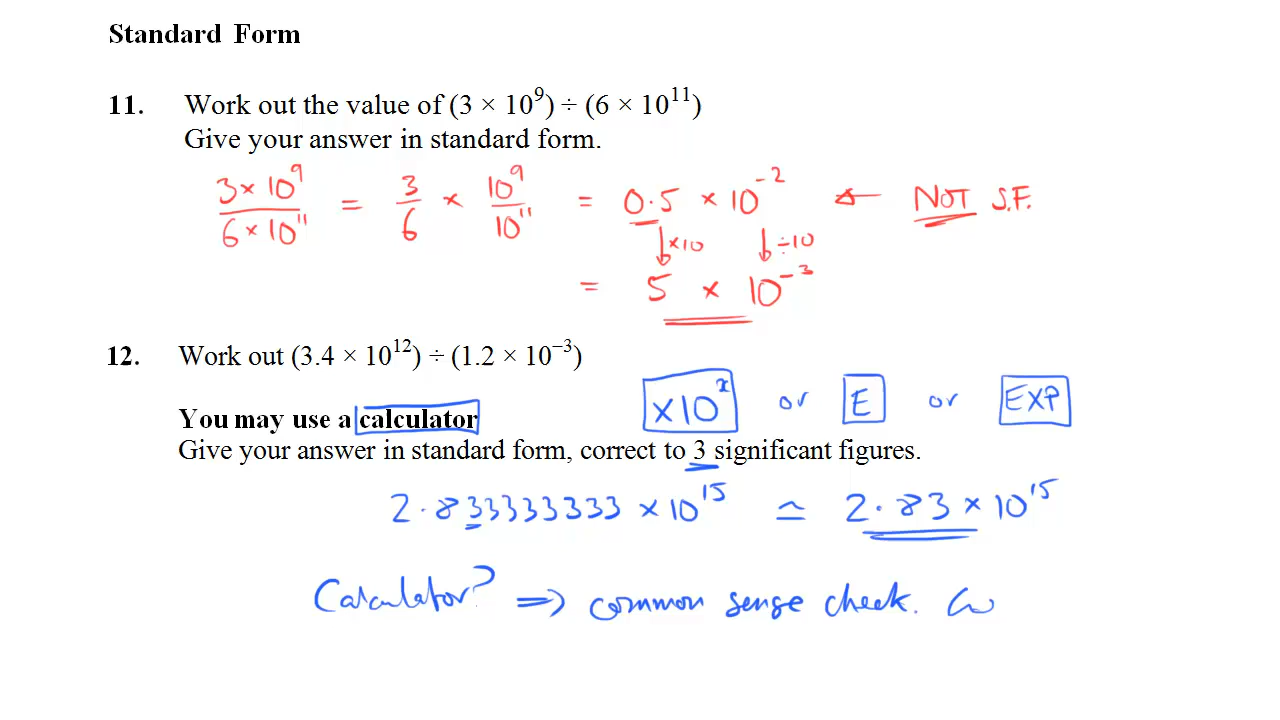 Standard Form
11. Work out the value of (3 × 10⁹) ÷ (6 × 10¹¹)
Give your answer in standard form.
3 × 10⁹ / 6 × 10¹¹ = 3/6 × 10⁹/10¹¹ = 0.5 × 10⁻² ← NOT S.F.
↓×10 ↓÷10
= 5 × 10⁻³
12. Work out (3.4 × 10¹²) ÷ (1.2 × 10⁻³)
×10ˣ or E or EXP
You may use a calculator
Give your answer in standard form, correct to 3 significant figures.
2.833333333 × 10¹⁵ ≃ 2.83 × 10¹⁵
Calculator? ⇒ common sense check.